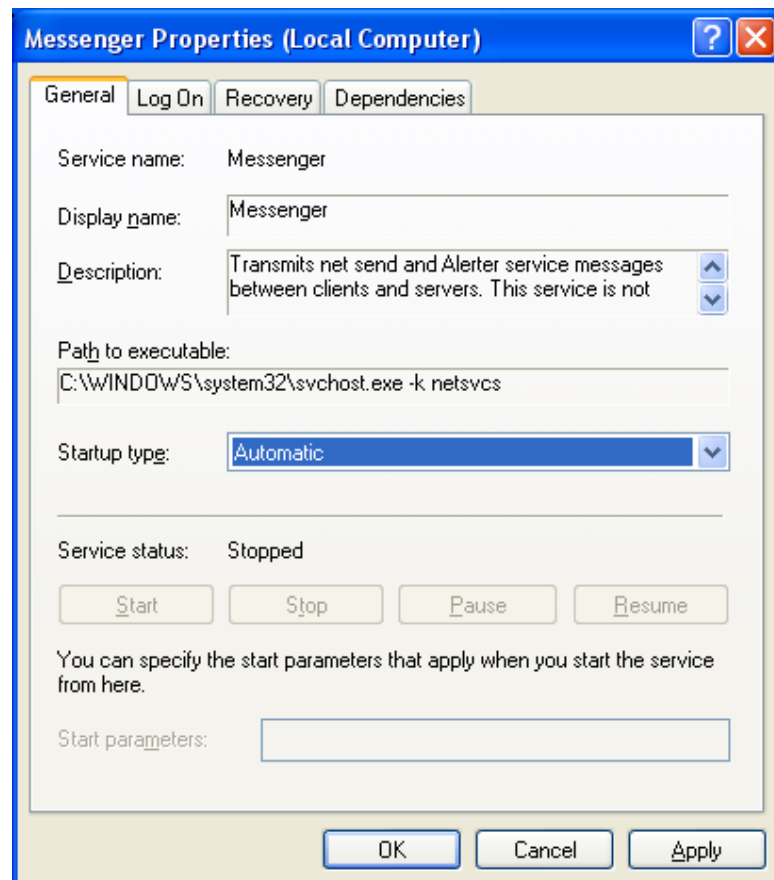 Messenger Properties (Local Computer)
General Log On Recovery Dependencies
Service name: Messenger
Display name: Messenger
Description: Transmits net send and Alerter service messages
between clients and servers. This service is not
Path to executable:
C:\WINDOWS\system32\svchost.exe -k netsvcs
Startup type: Automatic
Service status: Stopped
Start Stop Pause Resume
You can specify the start parameters that apply when you start the service
from here.
Start parameters:
OK Cancel Apply